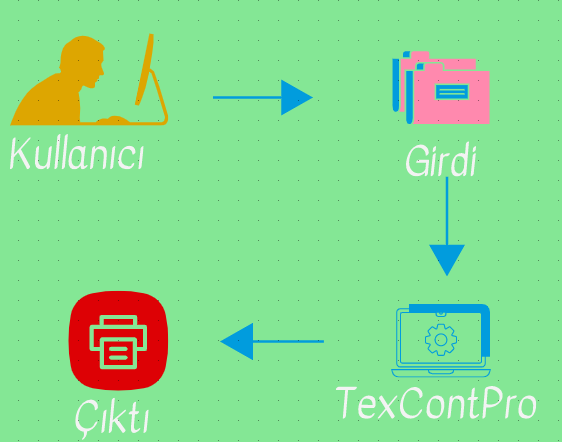 Kullanıcı
Girdi
TexContPro
Çıktı